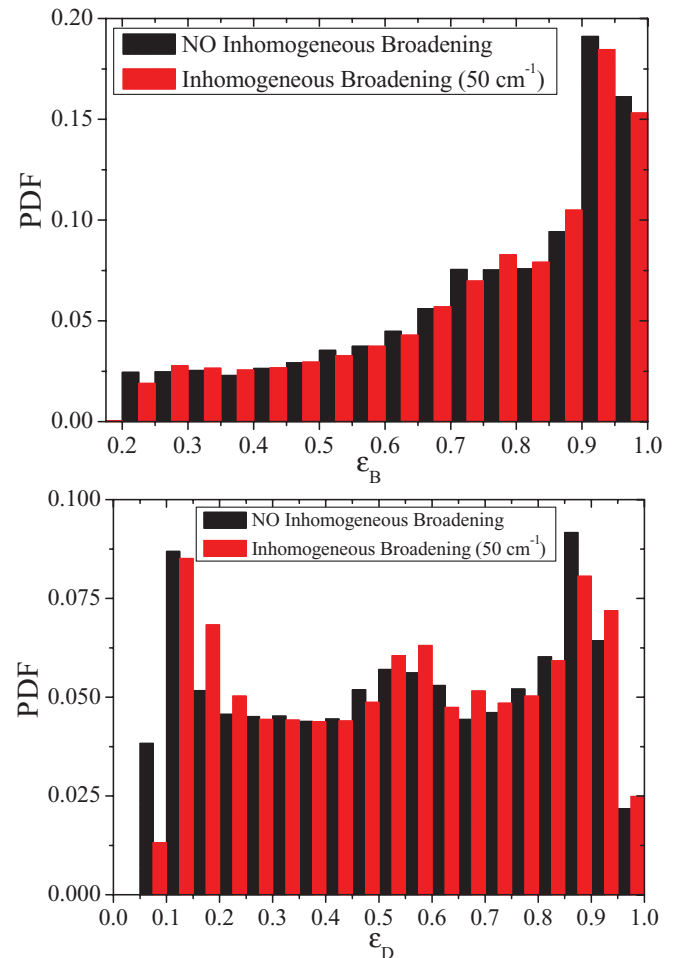 0.20
NO Inhomogeneous Broadening
Inhomogeneous Broadening (50 cm⁻¹)
0.15
PDF
0.10
0.05
0.00
0.2 0.3 0.4 0.5 0.6 0.7 0.8 0.9 1.0
ε_B
0.100
NO Inhomogeneous Broadening
Inhomogeneous Broadening (50 cm⁻¹)
0.075
PDF
0.050
0.025
0.000
0.0 0.1 0.2 0.3 0.4 0.5 0.6 0.7 0.8 0.9 1.0
ε_D